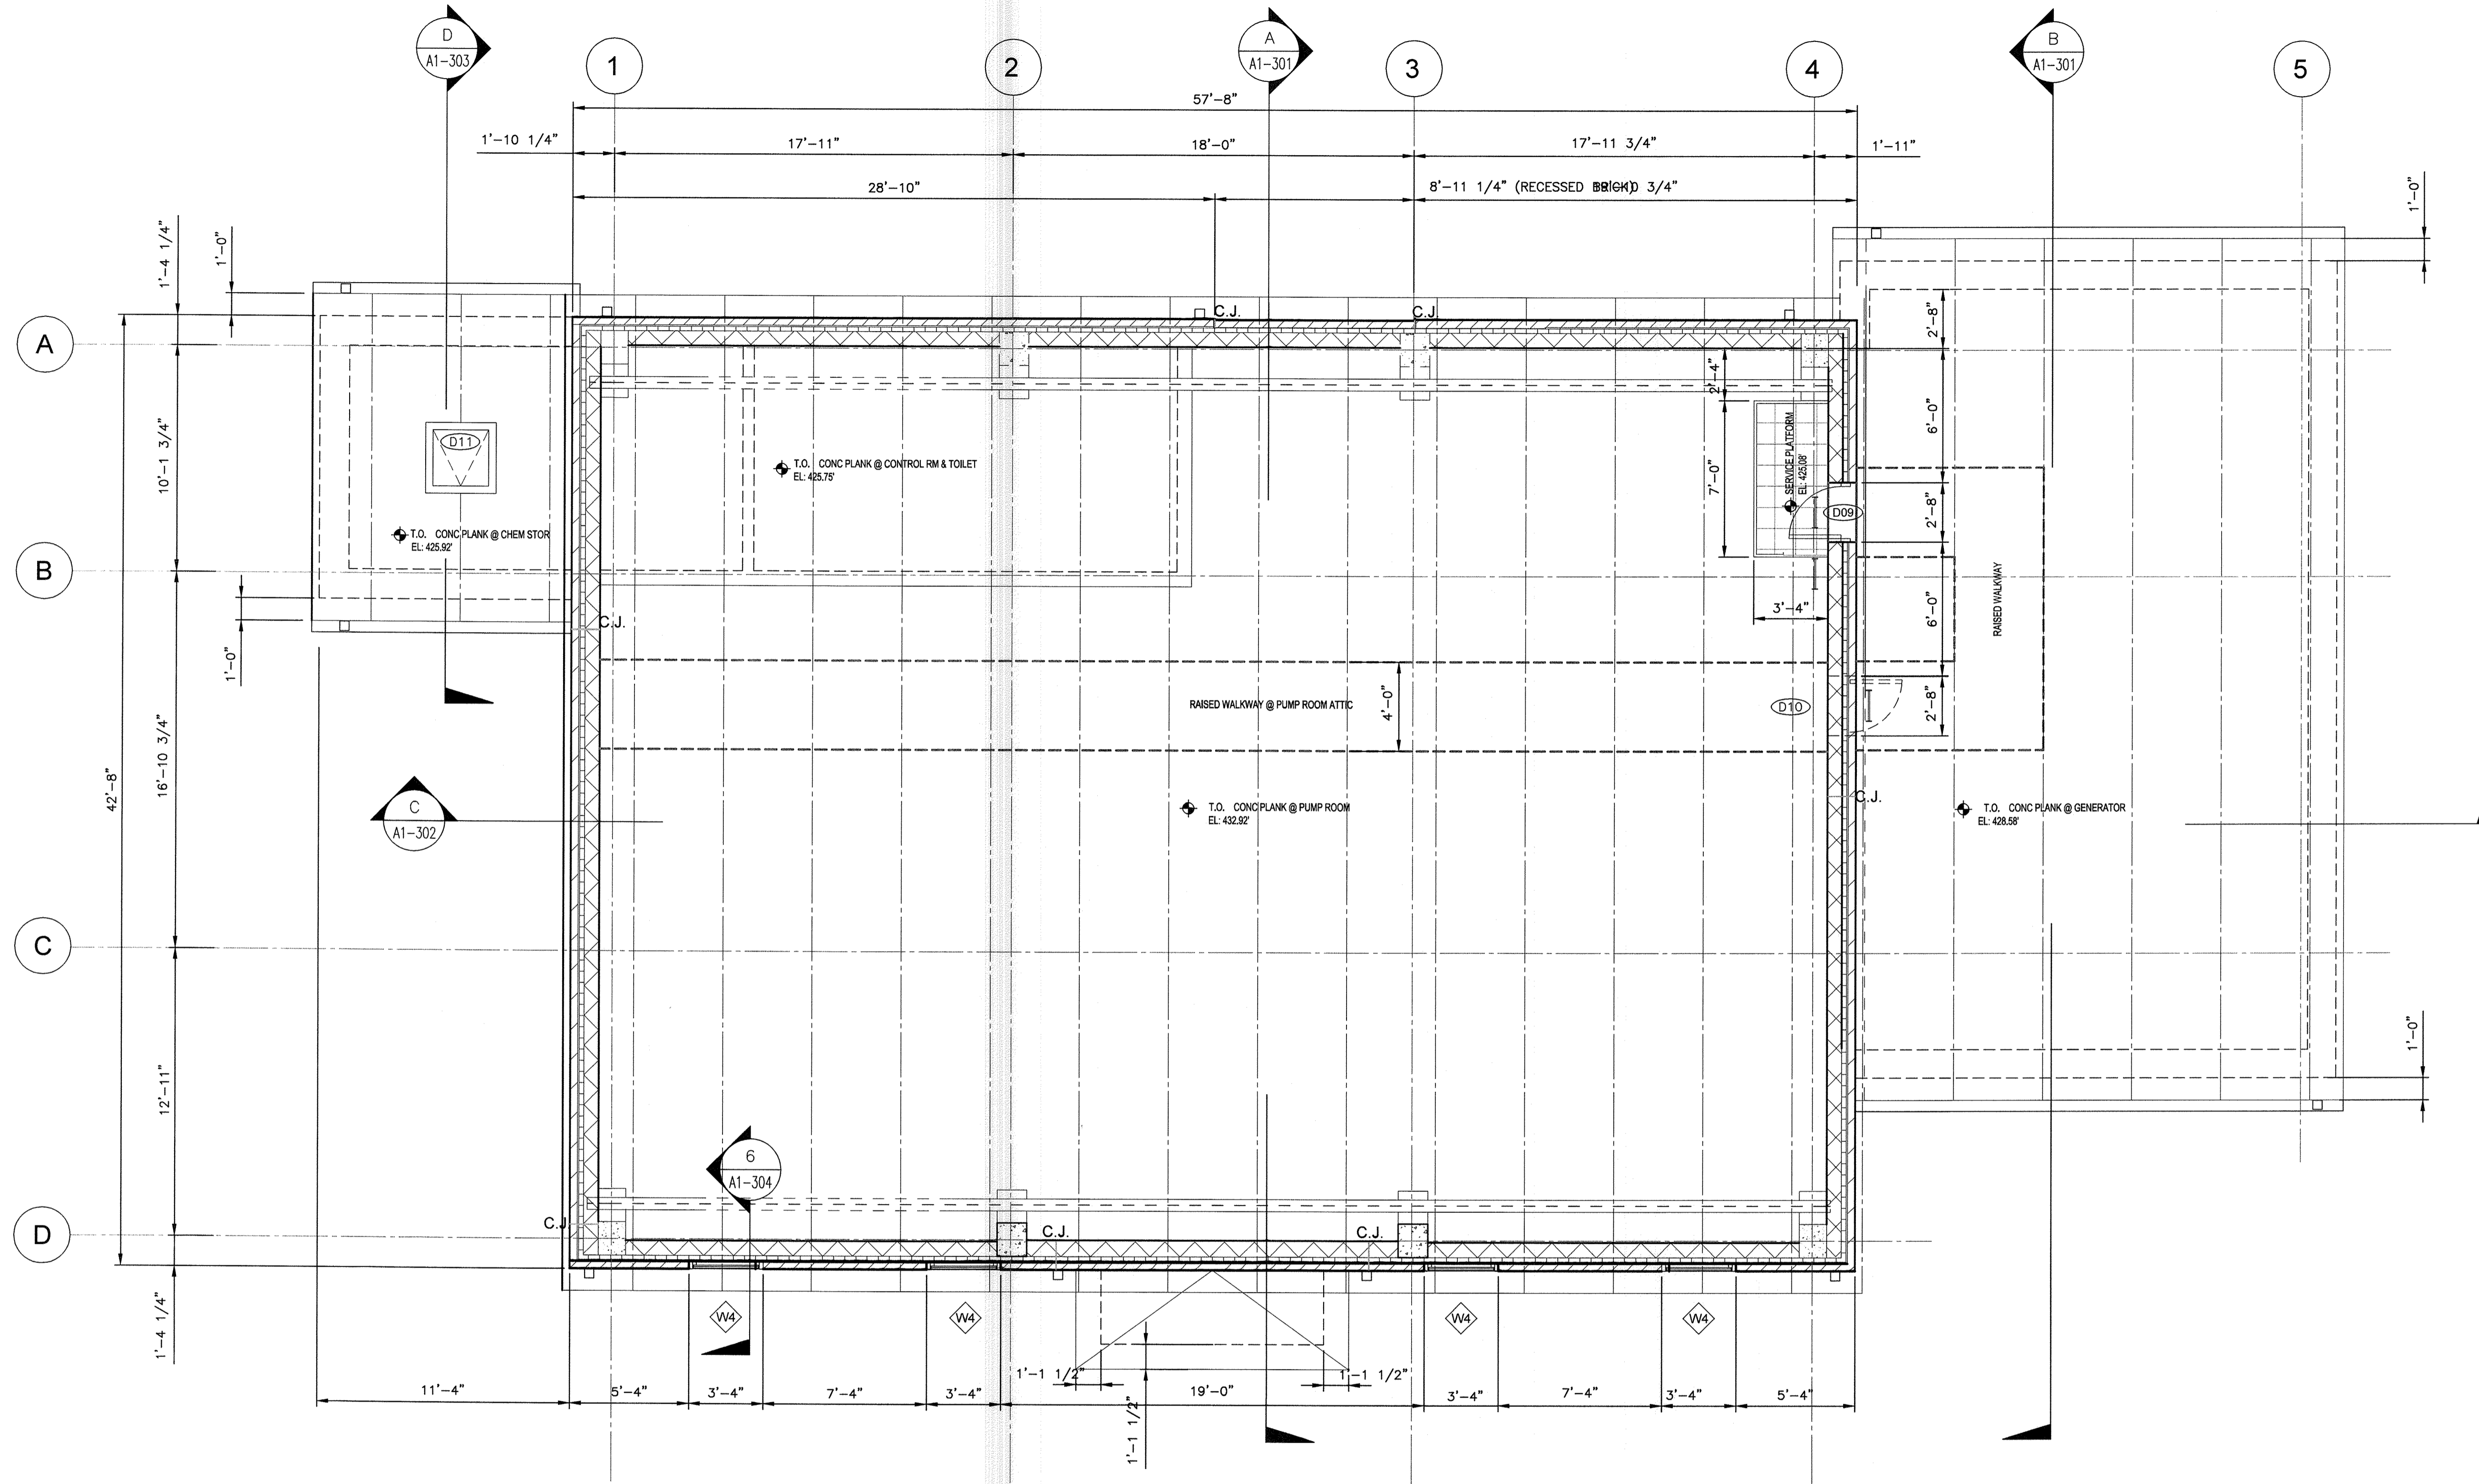 D
A1-303
1
2
A
A1-301
3
4
B
A1-301
5
57'-8"
1'-10 1/4"
17'-11"
18'-0"
17'-11 3/4"
1'-11"
28'-10"
8'-11 1/4" (RECESSED BRICK)
19'-10 3/4"
1'-0"
1'-4 1/4"
1'-0"
C.J.
C.J.
A
2'-8"
2'-4"
6'-0"
10'-1 3/4"
D11
T.O. CONC PLANK @ CONTROL RM & TOILET
EL: 425.75'
SERVICE PLATFORM
EL: 425.08'
7'-0"
D09
2'-8"
T.O. CONC PLANK @ CHEM STOR
EL: 425.92'
B
3'-4"
6'-0"
RAISED WALKWAY
C.J.
1'-0"
RAISED WALKWAY @ PUMP ROOM ATTIC
4'-0"
D10
2'-8"
42'-8"
16'-10 3/4"
C
A1-302
T.O. CONC PLANK @ PUMP ROOM
EL: 432.92'
C.J.
T.O. CONC PLANK @ GENERATOR
EL: 428.58'
C
1'-0"
12'-11"
6
A1-304
D
C.J.
C.J.
C.J.
1'-4 1/4"
W4
W4
W4
W4
1'-1 1/2"
1'-1 1/2"
1'-1 1/2"
11'-4"
5'-4"
3'-4"
7'-4"
3'-4"
19'-0"
3'-4"
7'-4"
3'-4"
5'-4"